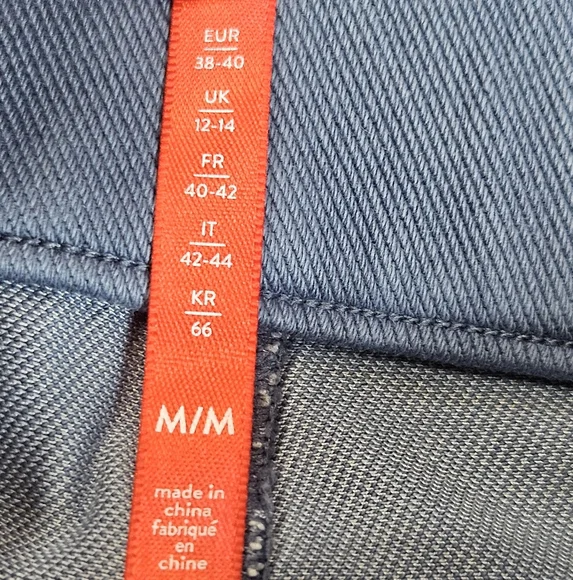 EUR
38-40
UK
12-14
FR
40-42
IT
42-44
KR
66
M/M
made in
china
fabriqué
en
chine